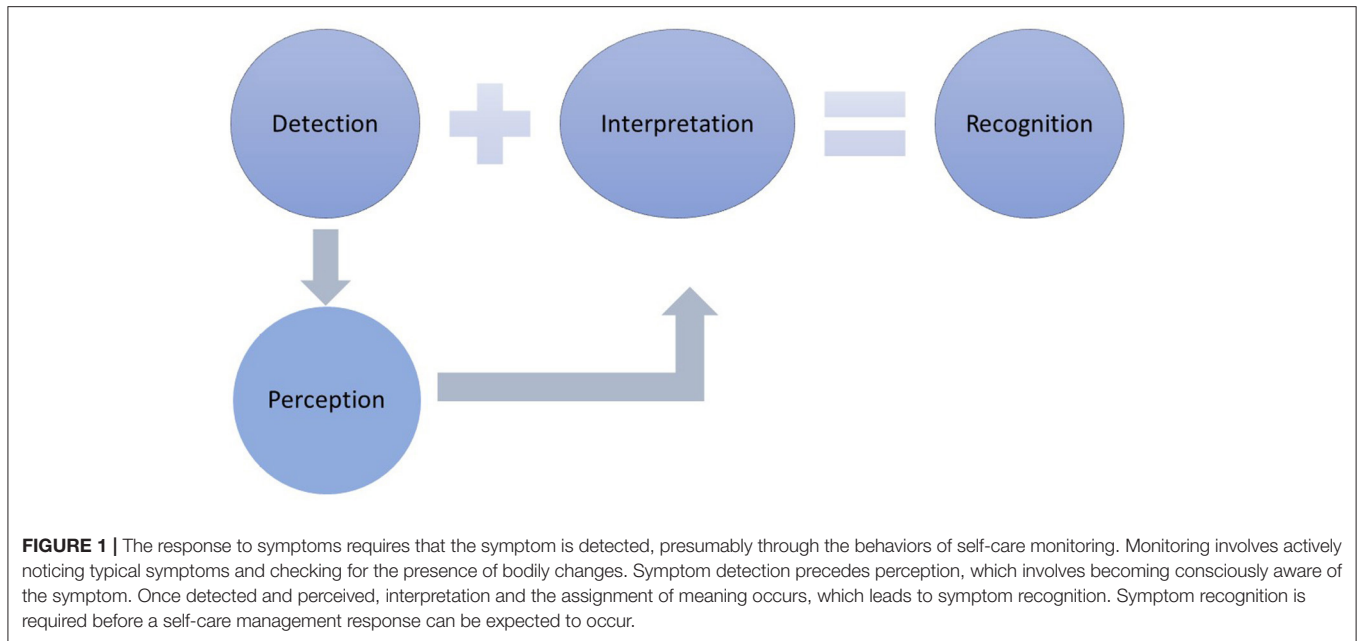 Detection
Interpretation
Recognition
Perception
FIGURE 1 | The response to symptoms requires that the symptom is detected, presumably through the behaviors of self-care monitoring. Monitoring involves actively
noticing typical symptoms and checking for the presence of bodily changes. Symptom detection precedes perception, which involves becoming consciously aware of
the symptom. Once detected and perceived, interpretation and the assignment of meaning occurs, which leads to symptom recognition. Symptom recognition is
required before a self-care management response can be expected to occur.